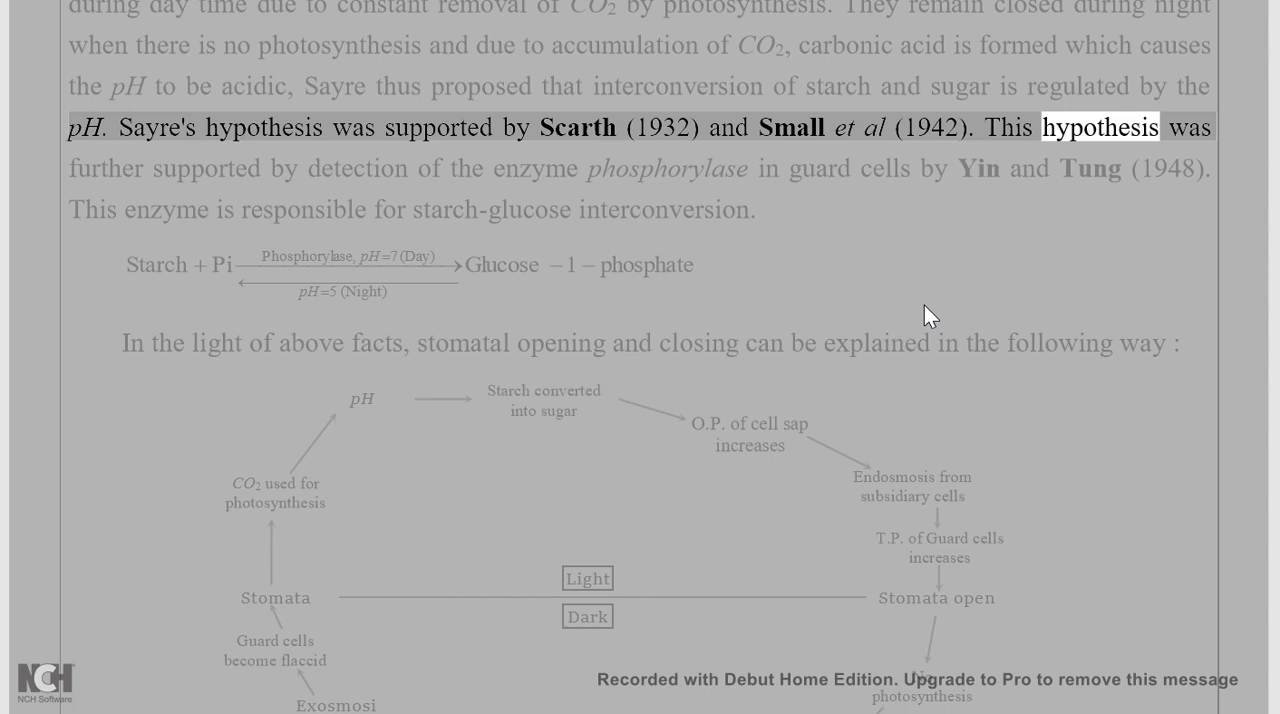 during day time due to constant removal of CO2 by photosynthesis. They remain closed during night
when there is no photosynthesis and due to accumulation of CO2, carbonic acid is formed which causes
the pH to be acidic, Sayre thus proposed that interconversion of starch and sugar is regulated by the
pH. Sayre's hypothesis was supported by Scarth (1932) and Small et al (1942). This hypothesis was
further supported by detection of the enzyme phosphorylase in guard cells by Yin and Tung (1948).
This enzyme is responsible for starch-glucose interconversion.
Phosphorylase, pH=7(Day)
Starch + Pi Glucose – 1 – phosphate
pH=5 (Night)
In the light of above facts, stomatal opening and closing can be explained in the following way :
pH
Starch converted
into sugar
O.P. of cell sap
increases
Endosmosis from
subsidiary cells
CO2 used for
photosynthesis
T.P. of Guard cells
increases
Light
Stomata
Stomata open
Dark
Guard cells
become flaccid
photosynthesis
Exosmosi
NCH
NCH Software
Recorded with Debut Home Edition. Upgrade to Pro to remove this message